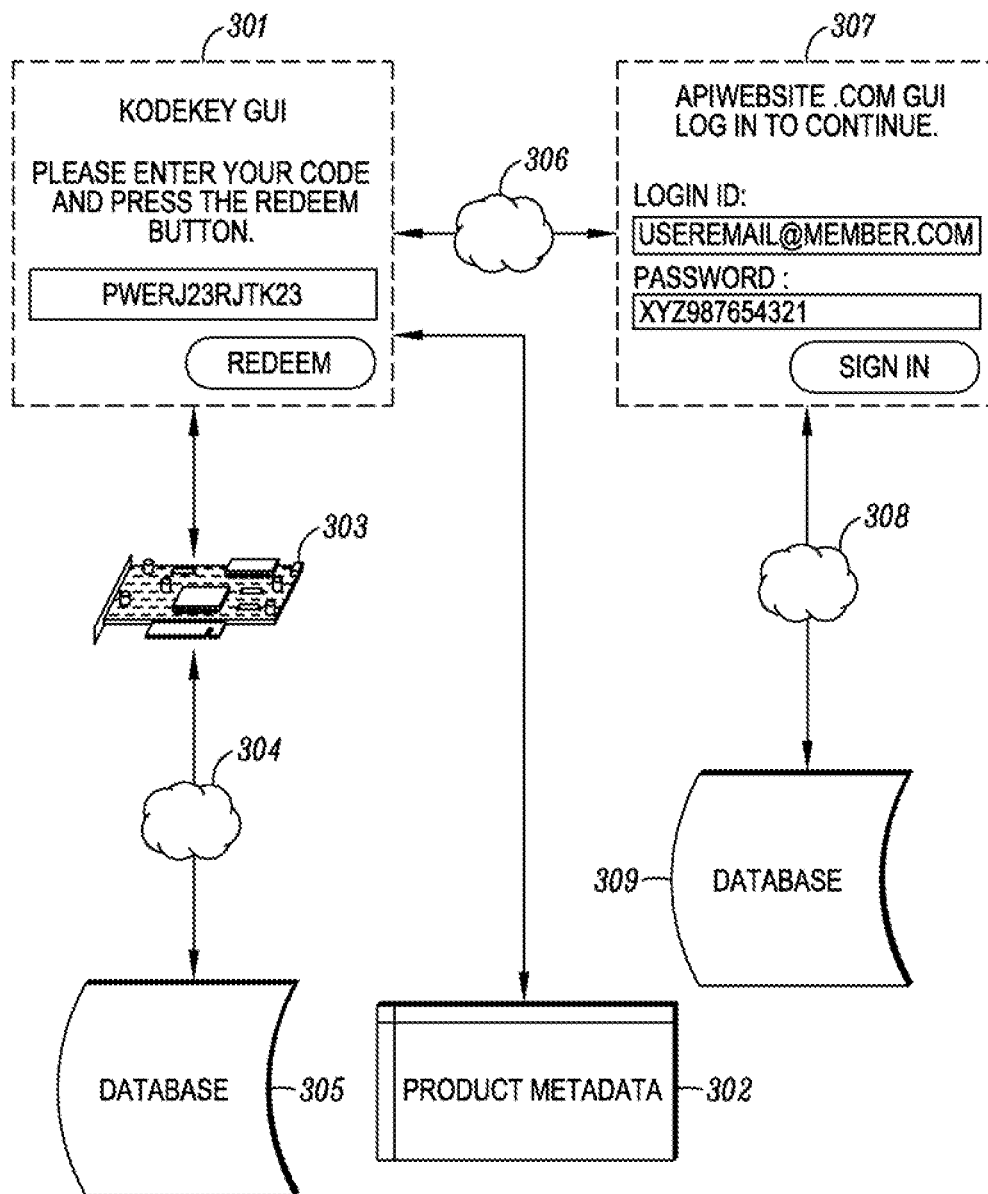 301
307
KODEKEY GUI
PLEASE ENTER YOUR CODE
AND PRESS THE REDEEM
BUTTON.
PWERJ23RJTK23
REDEEM
306
APIWEBSITE .COM GUI
LOG IN TO CONTINUE.
LOGIN ID:
USEREMAIL@MEMBER.COM
PASSWORD :
XYZ987654321
SIGN IN
303
308
304
309
DATABASE
DATABASE
305
PRODUCT METADATA
302